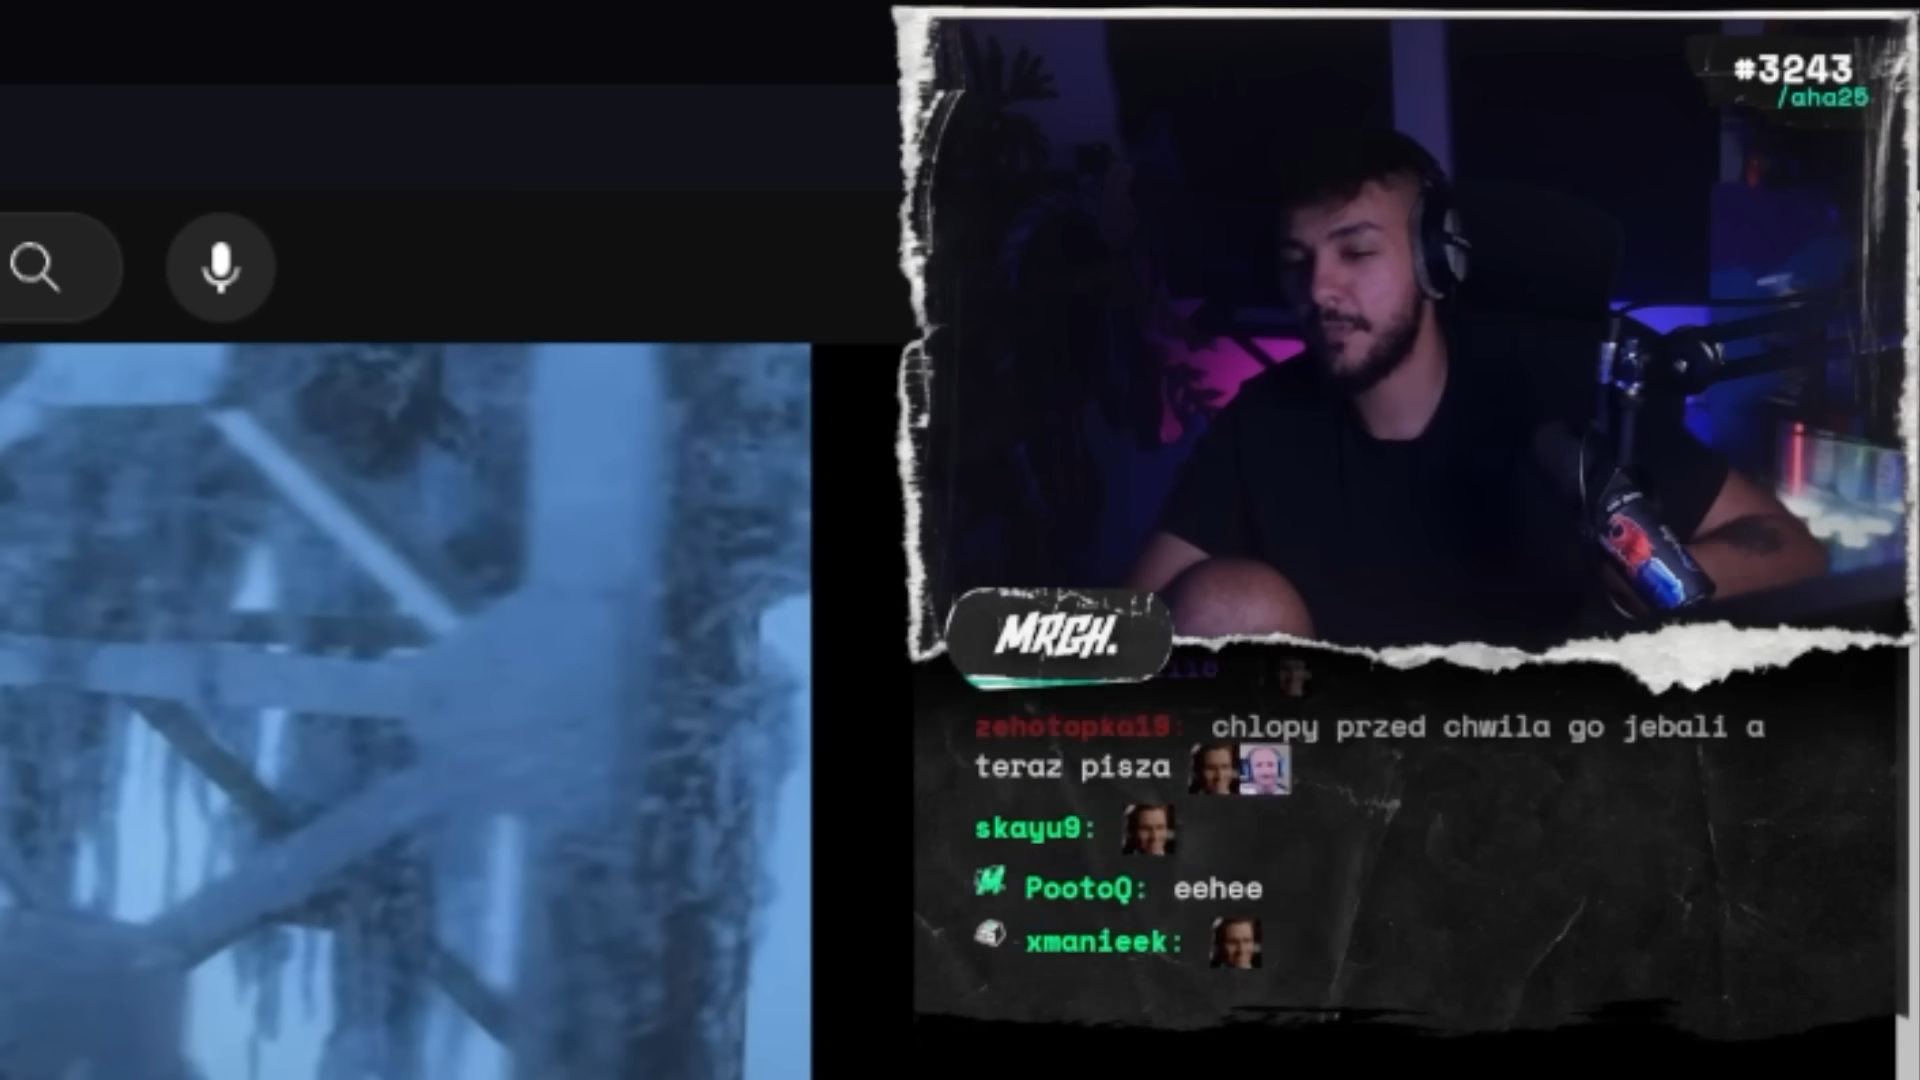 #3243
/aha25
MRGH.
zehotopka18: chlopy przed chwila go jebali a
teraz pisza
skayu9:
PootoQ: eehee
xmanieek: